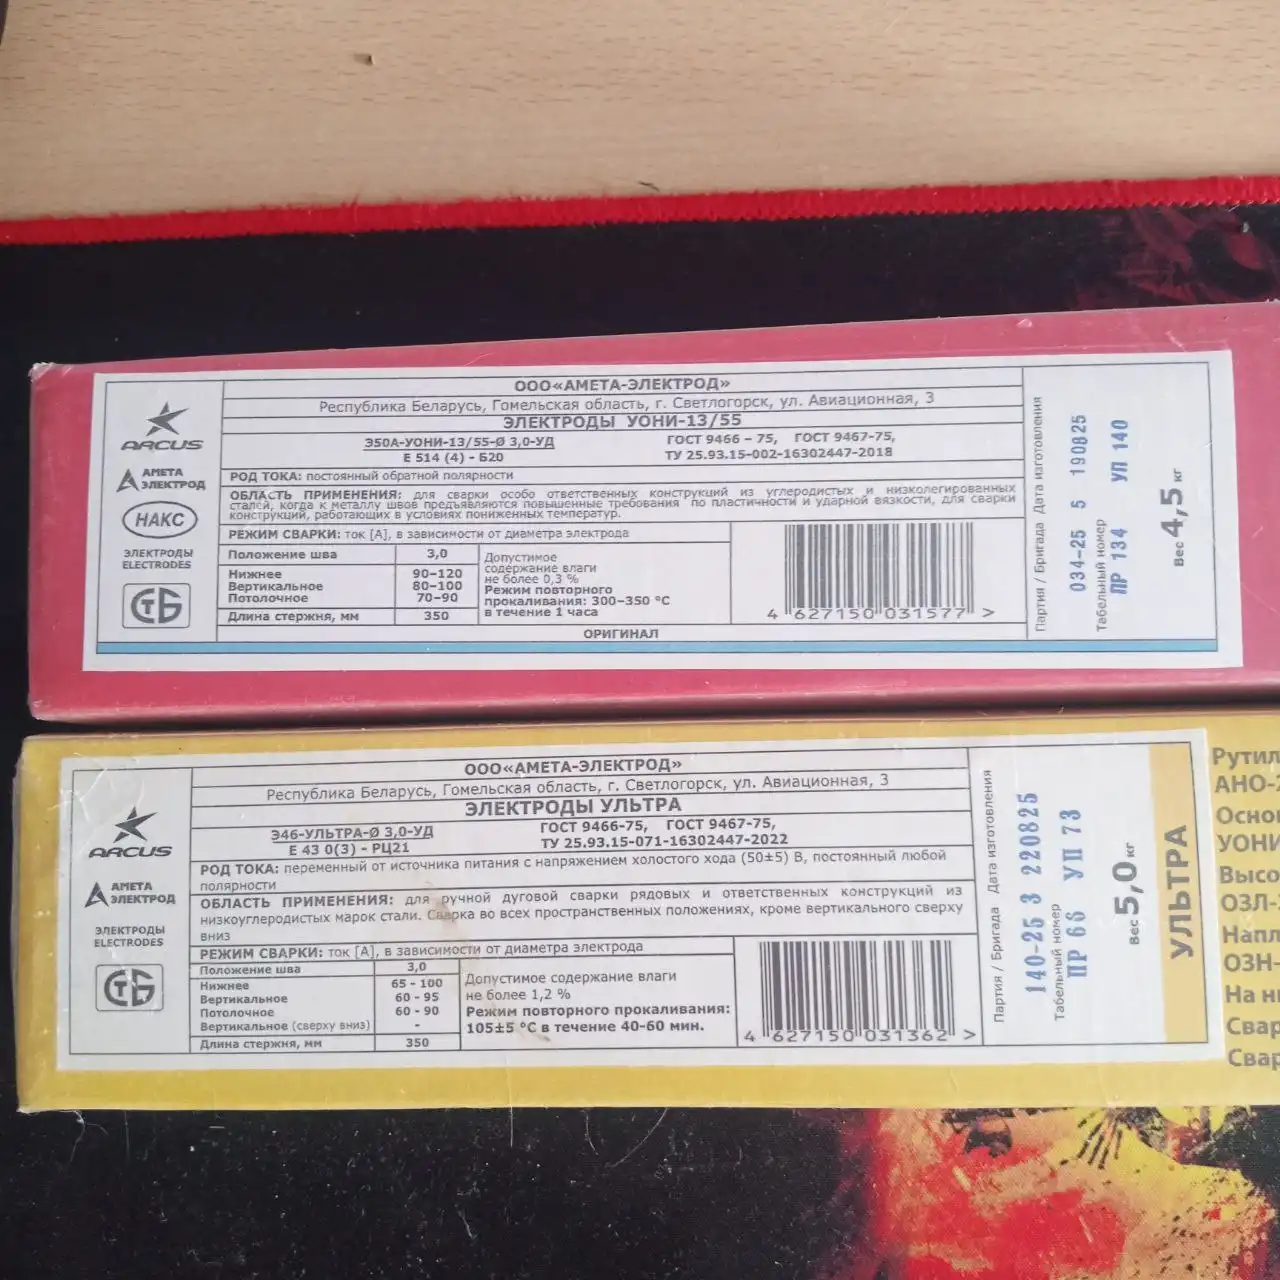 ООО«АМЕТА-ЭЛЕКТРОД»
Республика Беларусь, Гомельская область, г. Светлогорск, ул. Авиационная, 3
ЭЛЕКТРОДЫ УОНИ-13/55
Э50А-УОНИ-13/55-Ø 3,0-УД
Е 514 (4) - Б20
ГОСТ 9466 – 75, ГОСТ 9467-75,
ТУ 25.93.15-002-16302447-2018
РОД ТОКА: постоянный обратной полярности
ОБЛАСТЬ ПРИМЕНЕНИЯ: для сварки особо ответственных конструкций из углеродистых и низколегированных
сталей, когда к металлу швов предъявляются повышенные требования по пластичности и ударной вязкости, для сварки
конструкций, работающих в условиях пониженных температур.
РЕЖИМ СВАРКИ: ток [А], в зависимости от диаметра электрода
Положение шва 3,0
Нижнее 90–120
Вертикальное 80–100
Потолочное 70–90
Длина стержня, мм 350
Допустимое
содержание влаги
не более 0,3 %
Режим повторного
прокаливания: 300–350 °С
в течение 1 часа
4 627150 031577 >
ОРИГИНАЛ
ARCUS
АМЕТА
ЭЛЕКТРОД
НАКС
ЭЛЕКТРОДЫ
ELECTRODES
СТБ
Партия / Бригада Дата изготовления
034-25 5 190825
Табельный номер
ПР 134 УП 140
Вес 4,5 кг
ООО«АМЕТА-ЭЛЕКТРОД»
Республика Беларусь, Гомельская область, г. Светлогорск, ул. Авиационная, 3
ЭЛЕКТРОДЫ УЛЬТРА
Э46-УЛЬТРА-Ø 3,0-УД
Е 43 0(3) - РЦ21
ГОСТ 9466-75, ГОСТ 9467-75,
ТУ 25.93.15-071-16302447-2022
РОД ТОКА: переменный от источника питания с напряжением холостого хода (50±5) В, постоянный любой
полярности
ОБЛАСТЬ ПРИМЕНЕНИЯ: для ручной дуговой сварки рядовых и ответственных конструкций из
низкоуглеродистых марок стали. Сварка во всех пространственных положениях, кроме вертикального сверху
вниз
РЕЖИМ СВАРКИ: ток [А], в зависимости от диаметра электрода
Положение шва 3,0
Нижнее 65 - 100
Вертикальное 60 - 95
Потолочное 60 - 90
Вертикальное (сверху вниз) -
Длина стержня, мм 350
Допустимое содержание влаги
не более 1,2 %
Режим повторного прокаливания:
105±5 °С в течение 40-60 мин.
4 627150 031362 >
ARCUS
АМЕТА
ЭЛЕКТРОД
ЭЛЕКТРОДЫ
ELECTRODES
СТБ
Партия / Бригада Дата изготовления
140-25 3 220825
Табельный номер
ПР 66 УП 73
Вес 5,0 кг
УЛЬТРА
Рутил
АНО-
Осно
УОНИ
Высо
ОЗЛ-
Напл
ОЗН-
На ни
Свар
Свар